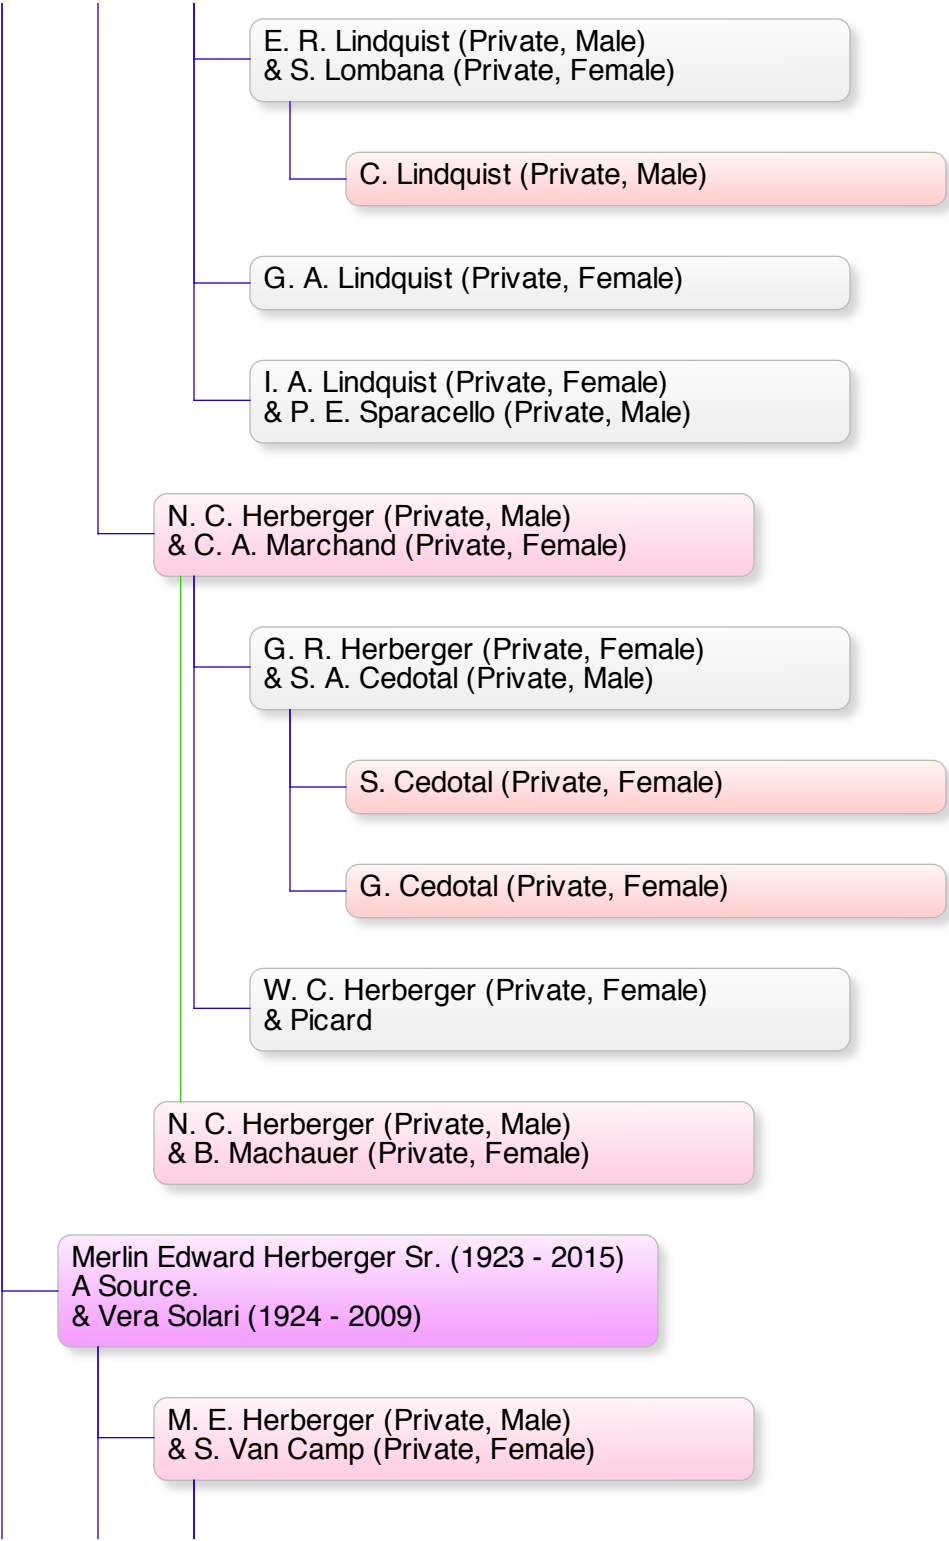 E. R. Lindquist (Private, Male)
& S. Lombana (Private, Female)
C. Lindquist (Private, Male)
G. A. Lindquist (Private, Female)
I. A. Lindquist (Private, Female)
& P. E. Sparacello (Private, Male)
N. C. Herberger (Private, Male)
& C. A. Marchand (Private, Female)
G. R. Herberger (Private, Female)
& S. A. Cedotal (Private, Male)
S. Cedotal (Private, Female)
G. Cedotal (Private, Female)
W. C. Herberger (Private, Female)
& Picard
N. C. Herberger (Private, Male)
& B. Machauer (Private, Female)
Merlin Edward Herberger Sr. (1923 - 2015)
A Source.
& Vera Solari (1924 - 2009)
M. E. Herberger (Private, Male)
& S. Van Camp (Private, Female)